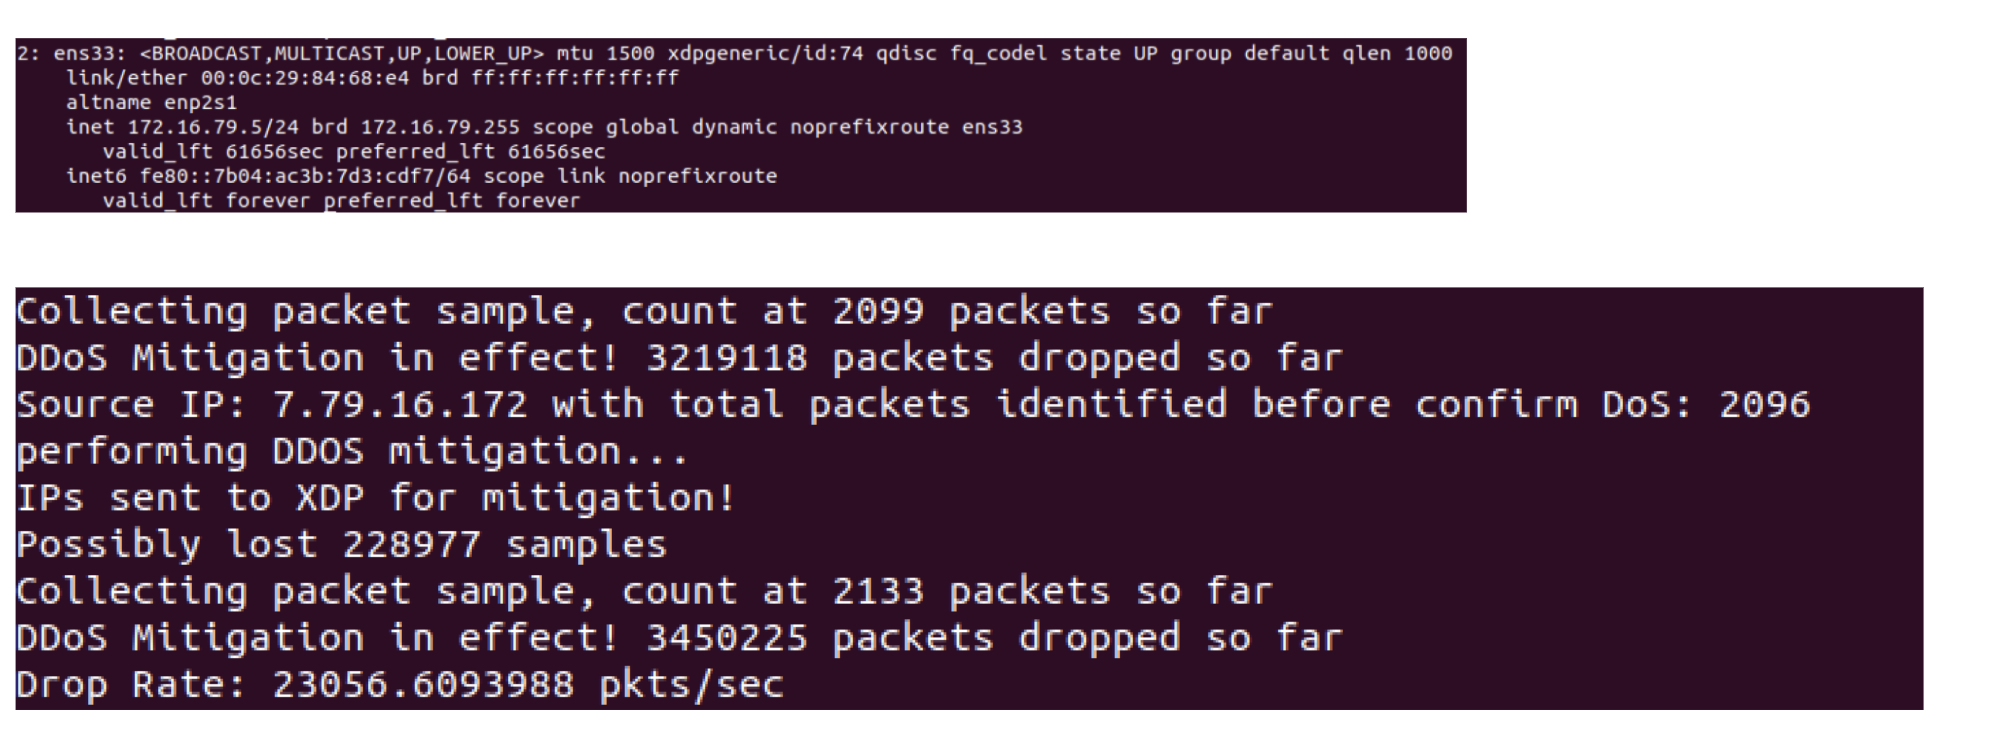 2: ens33: <BROADCAST,MULTICAST,UP,LOWER_UP> mtu 1500 xdpgeneric/id:74 qdisc fq_codel state UP group default qlen 1000
link/ether 00:0c:29:84:68:e4 brd ff:ff:ff:ff:ff:ff
altname enp2s1
inet 172.16.79.5/24 brd 172.16.79.255 scope global dynamic noprefixroute ens33
valid_lft 61656sec preferred_lft 61656sec
inet6 fe80::7b04:ac3b:7d3:cdf7/64 scope link noprefixroute
valid_lft forever preferred_lft forever
Collecting packet sample, count at 2099 packets so far
DDoS Mitigation in effect! 3219118 packets dropped so far
Source IP: 7.79.16.172 with total packets identified before confirm DoS: 2096
performing DDOS mitigation...
IPs sent to XDP for mitigation!
Possibly lost 228977 samples
Collecting packet sample, count at 2133 packets so far
DDoS Mitigation in effect! 3450225 packets dropped so far
Drop Rate: 23056.6093988 pkts/sec